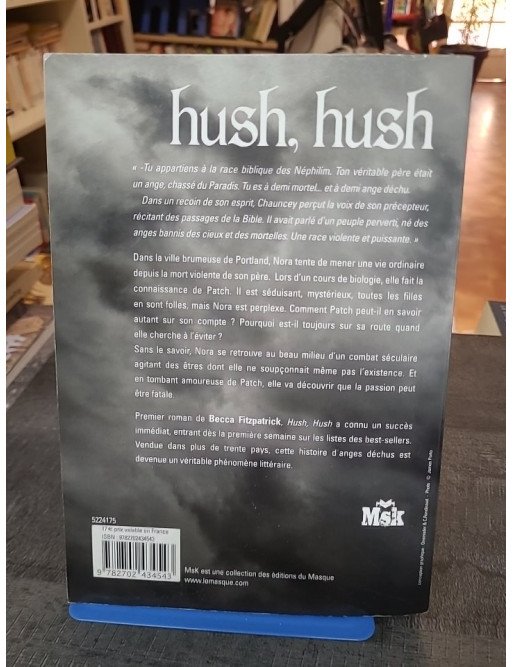 hush, hush
« -Tu appartiens à la race biblique des Néphilim. Ton véritable père était
un ange, chassé du Paradis. Tu es à demi mortel... et à demi ange déchu.
Dans un recoin de son esprit, Chauncey perçut la voix de son précepteur,
récitant des passages de la Bible. Il avait parlé d'un peuple perverti, né des
anges bannis des cieux et des mortelles. Une race violente et puissante. »
Dans la ville brumeuse de Portland, Nora tente de mener une vie ordinaire
depuis la mort violente de son père. Lors d'un cours de biologie, elle fait la
connaissance de Patch. Il est séduisant, mystérieux, toutes les filles
en sont folles, mais Nora est perplexe. Comment Patch peut-il en savoir
autant sur son compte ? Pourquoi est-il toujours sur sa route quand
elle cherche à l'éviter ?
Sans le savoir, Nora se retrouve au beau milieu d'un combat séculaire
agitant des êtres dont elle ne soupçonnait même pas l'existence. Et
en tombant amoureuse de Patch, elle va découvrir que la passion peut
être fatale.
Premier roman de Becca Fitzpatrick, Hush, Hush a connu un succès
immédiat, entrant dès la première semaine sur les listes des best-sellers.
Vendue dans plus de trente pays, cette histoire d'anges déchus est
devenue un véritable phénomène littéraire.
Msk
5224175
17 € prix valable en France
ISBN : 9782702434543
9 782702 434543
MsK est une collection des éditions du Masque
www.lemasque.com